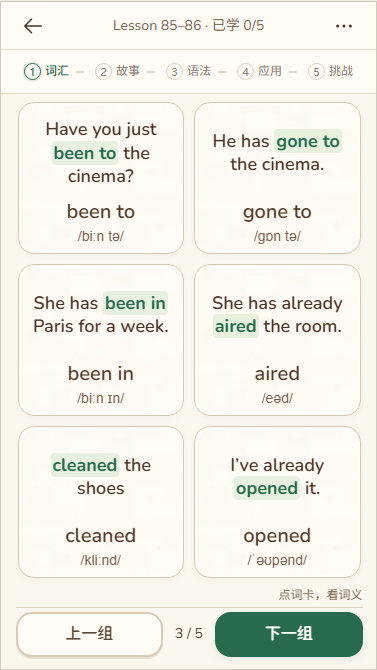 Lesson 85–86 · 已学 0/5
1 词汇 – 2 故事 – 3 语法 – 4 应用 – 5 挑战
Have you just
been to the
cinema?
been to
/biːn tə/
He has gone to
the cinema.
gone to
/ɡɒn tə/
She has been in
Paris for a week.
been in
/biːn ɪn/
She has already
aired the room.
aired
/eəd/
cleaned the
shoes
cleaned
/kliːnd/
I’ve already
opened it.
opened
/ˈəʊpənd/
点词卡，看词义
上一组
3 / 5
下一组